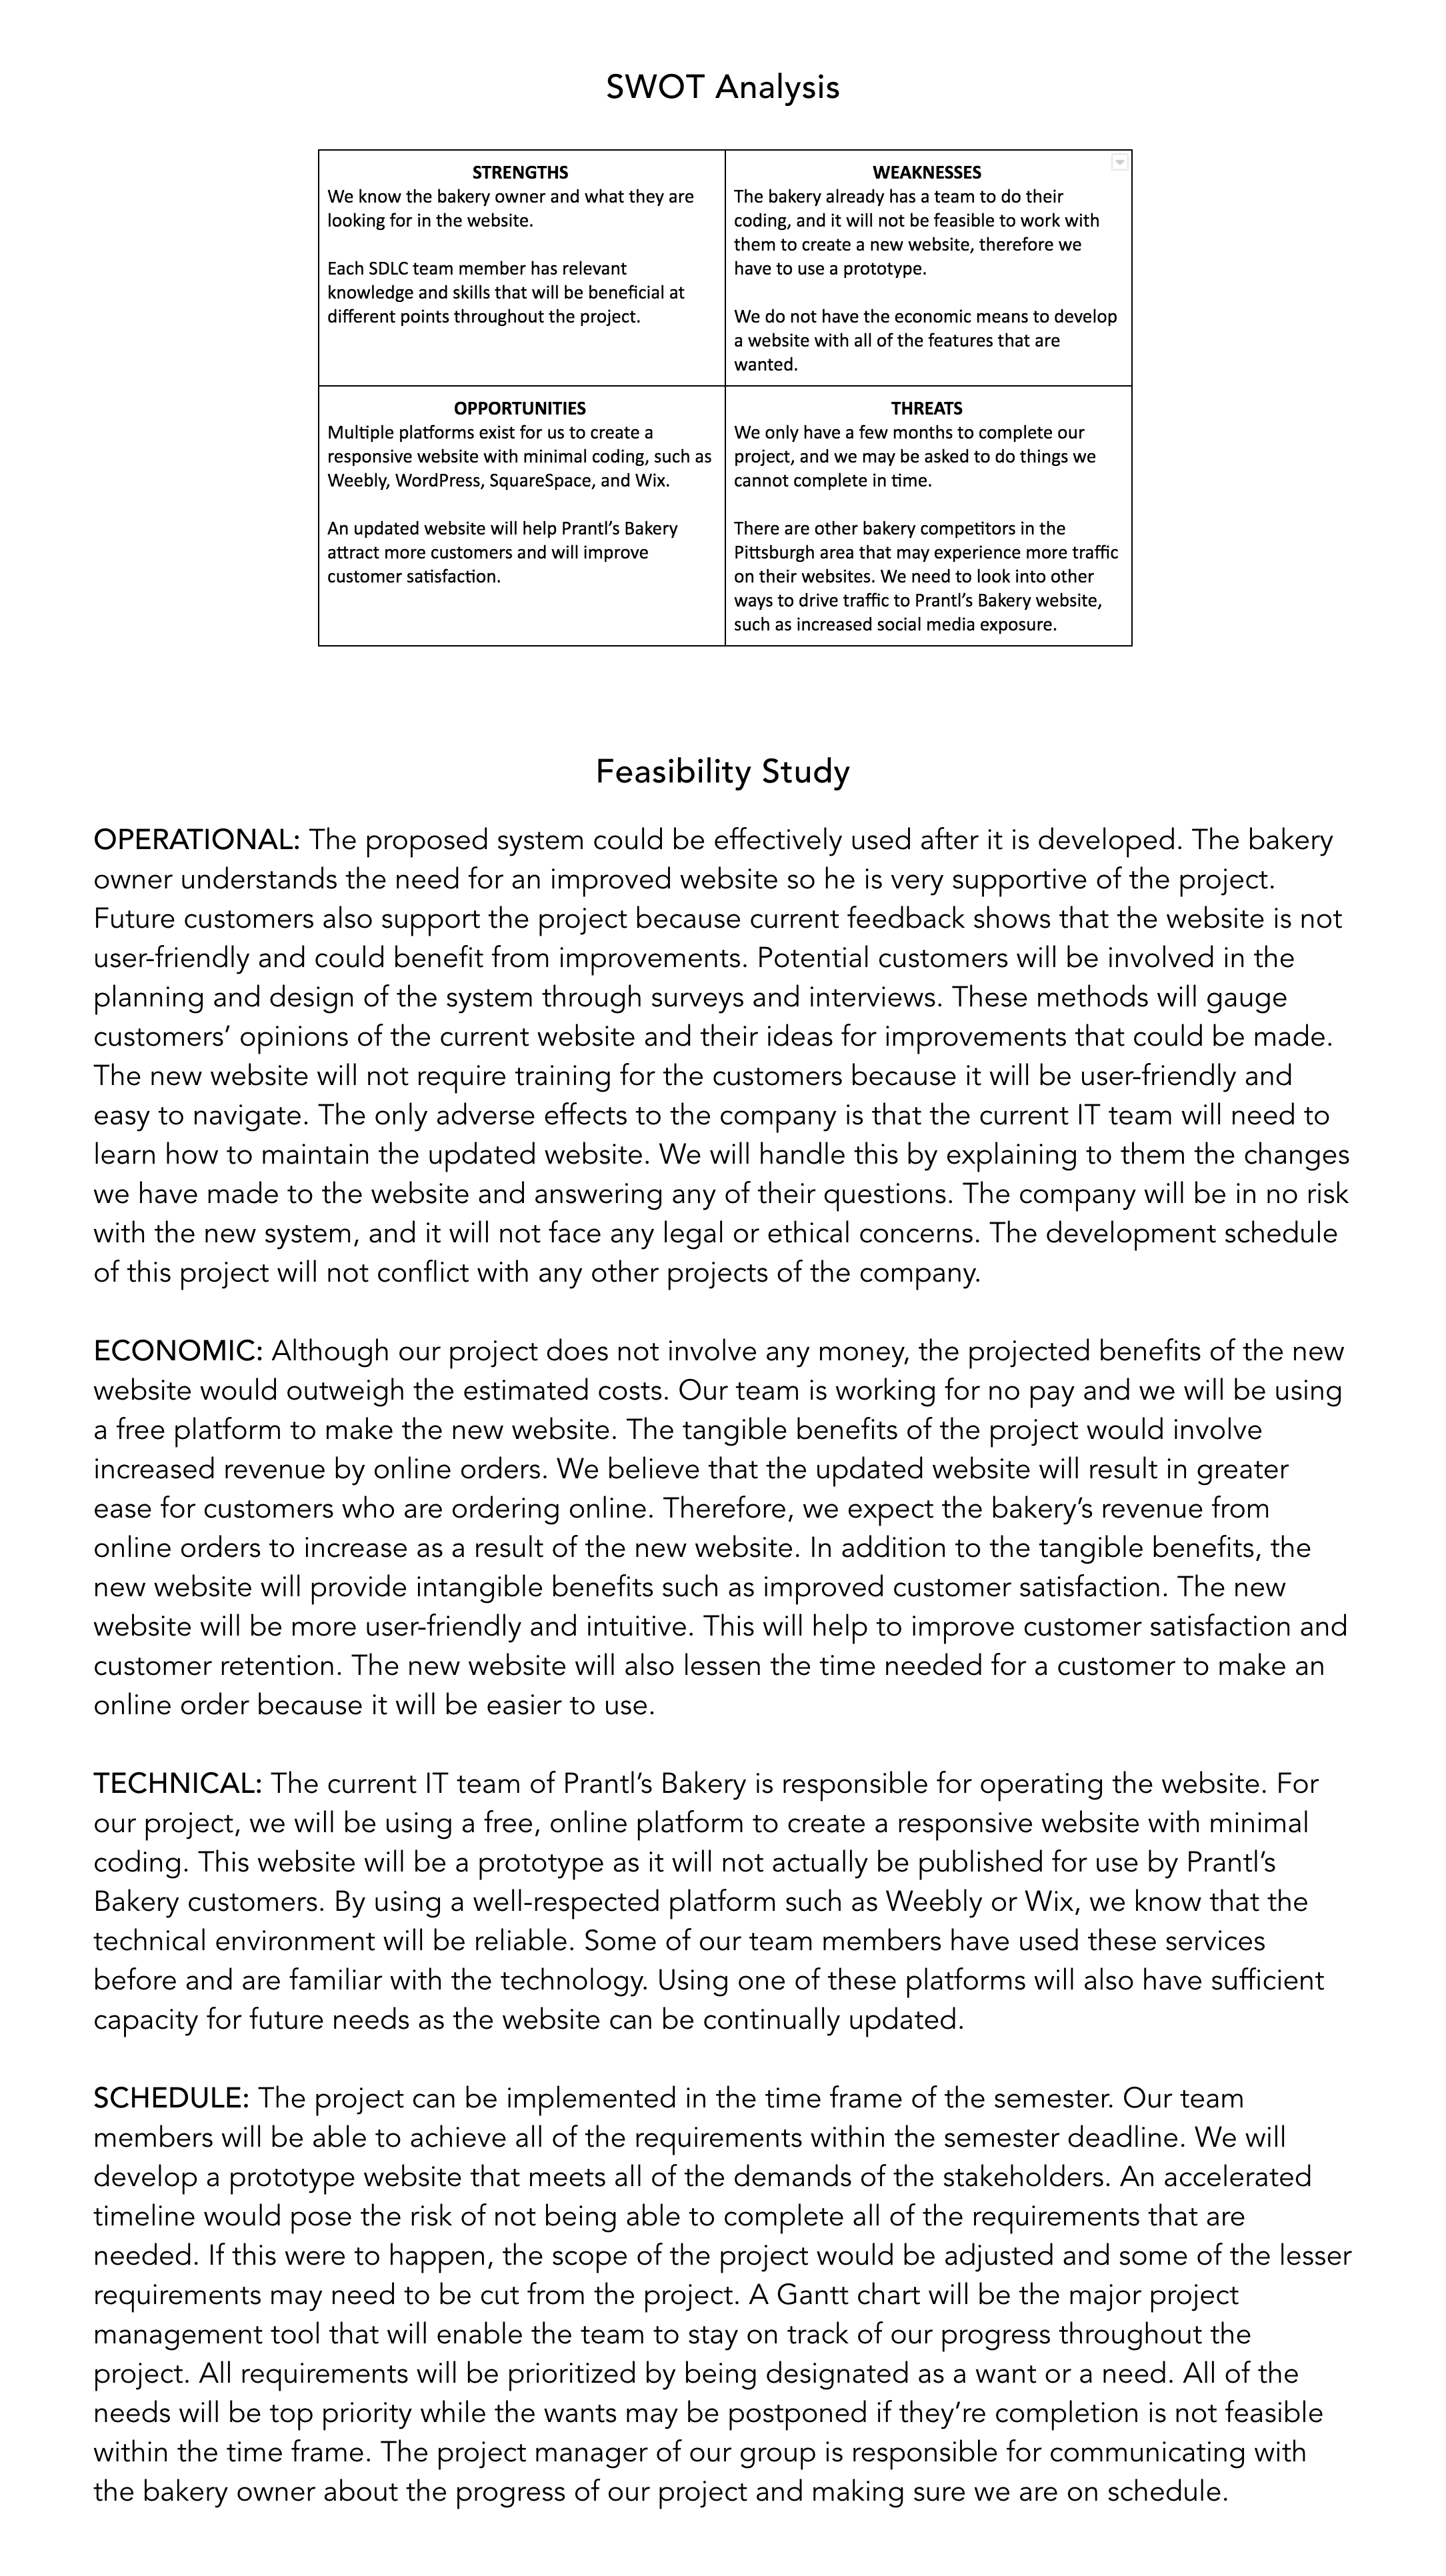 SWOT Analysis
STRENGTHS
We know the bakery owner and what they are
looking for in the website.
Each SDLC team member has relevant
knowledge and skills that will be beneficial at
different points throughout the project.
WEAKNESSES
The bakery already has a team to do their
coding, and it will not be feasible to work with
them to create a new website, therefore we
have to use a prototype.
We do not have the economic means to develop
a website with all of the features that are
wanted.
OPPORTUNITIES
Multiple platforms exist for us to create a
responsive website with minimal coding, such as
Weebly, WordPress, SquareSpace, and Wix.
An updated website will help Prantl’s Bakery
attract more customers and will improve
customer satisfaction.
THREATS
We only have a few months to complete our
project, and we may be asked to do things we
cannot complete in time.
There are other bakery competitors in the
Pittsburgh area that may experience more traffic
on their websites. We need to look into other
ways to drive traffic to Prantl’s Bakery website,
such as increased social media exposure.
Feasibility Study
OPERATIONAL: The proposed system could be effectively used after it is developed. The bakery
owner understands the need for an improved website so he is very supportive of the project.
Future customers also support the project because current feedback shows that the website is not
user-friendly and could benefit from improvements. Potential customers will be involved in the
planning and design of the system through surveys and interviews. These methods will gauge
customers’ opinions of the current website and their ideas for improvements that could be made.
The new website will not require training for the customers because it will be user-friendly and
easy to navigate. The only adverse effects to the company is that the current IT team will need to
learn how to maintain the updated website. We will handle this by explaining to them the changes
we have made to the website and answering any of their questions. The company will be in no risk
with the new system, and it will not face any legal or ethical concerns. The development schedule
of this project will not conflict with any other projects of the company.
ECONOMIC: Although our project does not involve any money, the projected benefits of the new
website would outweigh the estimated costs. Our team is working for no pay and we will be using
a free platform to make the new website. The tangible benefits of the project would involve
increased revenue by online orders. We believe that the updated website will result in greater
ease for customers who are ordering online. Therefore, we expect the bakery’s revenue from
online orders to increase as a result of the new website. In addition to the tangible benefits, the
new website will provide intangible benefits such as improved customer satisfaction. The new
website will be more user-friendly and intuitive. This will help to improve customer satisfaction and
customer retention. The new website will also lessen the time needed for a customer to make an
online order because it will be easier to use.
TECHNICAL: The current IT team of Prantl’s Bakery is responsible for operating the website. For
our project, we will be using a free, online platform to create a responsive website with minimal
coding. This website will be a prototype as it will not actually be published for use by Prantl’s
Bakery customers. By using a well-respected platform such as Weebly or Wix, we know that the
technical environment will be reliable. Some of our team members have used these services
before and are familiar with the technology. Using one of these platforms will also have sufficient
capacity for future needs as the website can be continually updated.
SCHEDULE: The project can be implemented in the time frame of the semester. Our team
members will be able to achieve all of the requirements within the semester deadline. We will
develop a prototype website that meets all of the demands of the stakeholders. An accelerated
timeline would pose the risk of not being able to complete all of the requirements that are
needed. If this were to happen, the scope of the project would be adjusted and some of the lesser
requirements may need to be cut from the project. A Gantt chart will be the major project
management tool that will enable the team to stay on track of our progress throughout the
project. All requirements will be prioritized by being designated as a want or a need. All of the
needs will be top priority while the wants may be postponed if they’re completion is not feasible
within the time frame. The project manager of our group is responsible for communicating with
the bakery owner about the progress of our project and making sure we are on schedule.